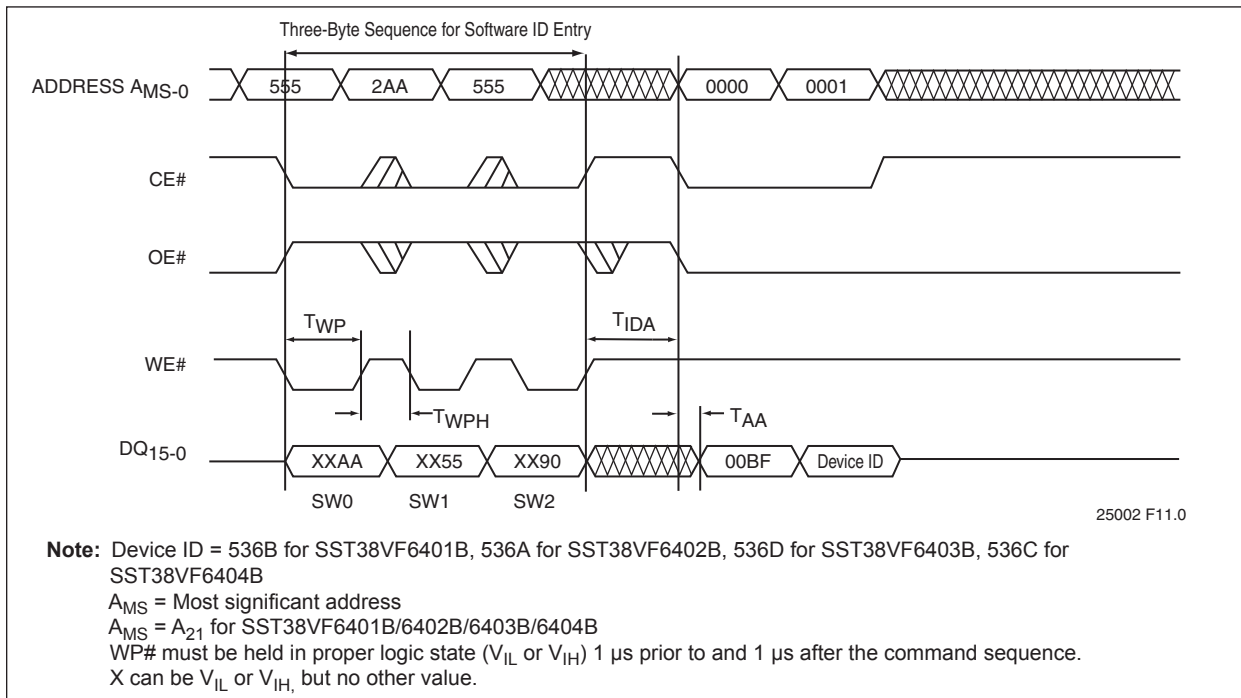 Three-Byte Sequence for Software ID Entry
ADDRESS AMS-0
555 2AA 555 0000 0001
CE#
OE#
TWP TIDA
WE#
TWPH TAA
DQ15-0
XXAA XX55 XX90 00BF Device ID
SW0 SW1 SW2
25002 F11.0
Note: Device ID = 536B for SST38VF6401B, 536A for SST38VF6402B, 536D for SST38VF6403B, 536C for
SST38VF6404B
AMS = Most significant address
AMS = A21 for SST38VF6401B/6402B/6403B/6404B
WP# must be held in proper logic state (VIL or VIH) 1 µs prior to and 1 µs after the command sequence.
X can be VIL or VIH, but no other value.